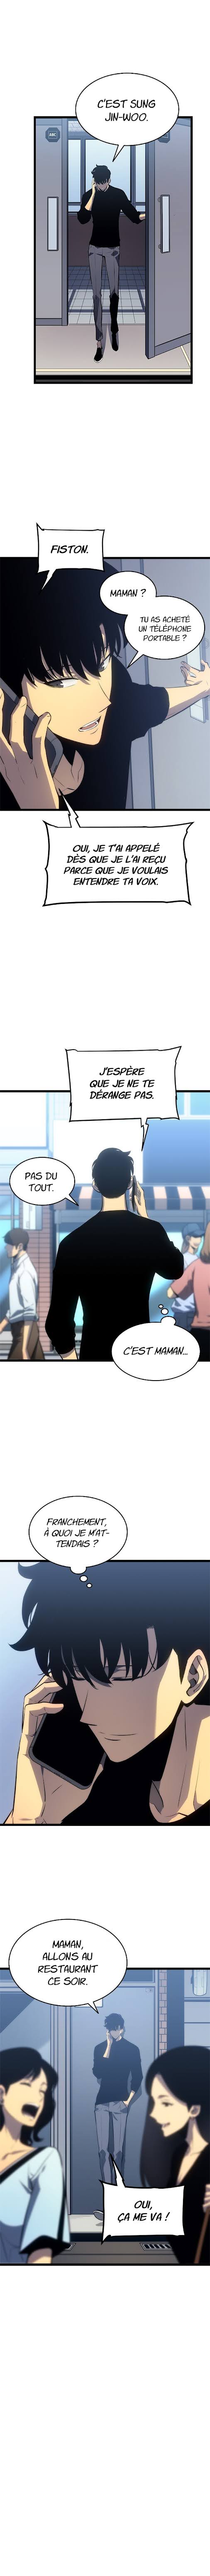 C'EST SUNG
JIN-WOO.
FISTON.
MAMAN ?
TU AS ACHETÉ
UN TÉLÉPHONE
PORTABLE ?
OUI, JE T'AI APPELÉ
DÈS QUE JE L'AI REÇU
PARCE QUE JE VOULAIS
ENTENDRE TA VOIX.
J'ESPÈRE
QUE JE NE TE
DÉRANGE PAS.
PAS DU
TOUT.
C'EST MAMAN...
FRANCHEMENT,
À QUOI JE M'AT-
TENDAIS ?
MAMAN,
ALLONS AU
RESTAURANT
CE SOIR.
OUI,
ÇA ME VA !